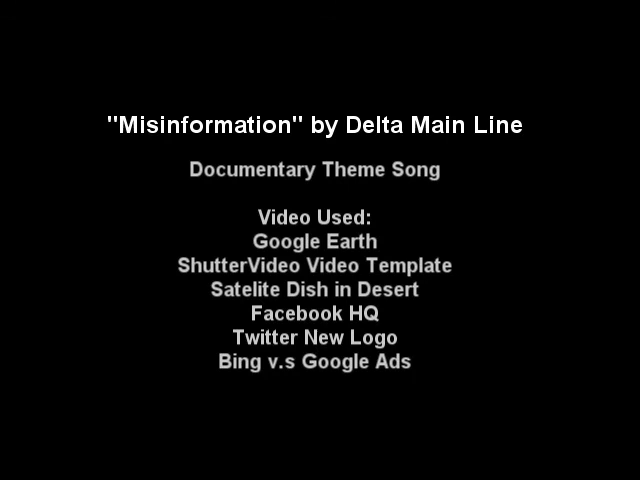 "Misinformation" by Delta Main Line
Documentary Theme Song
Video Used:
Google Earth
ShutterVideo Video Template
Satelite Dish in Desert
Facebook HQ
Twitter New Logo
Bing v.s Google Ads